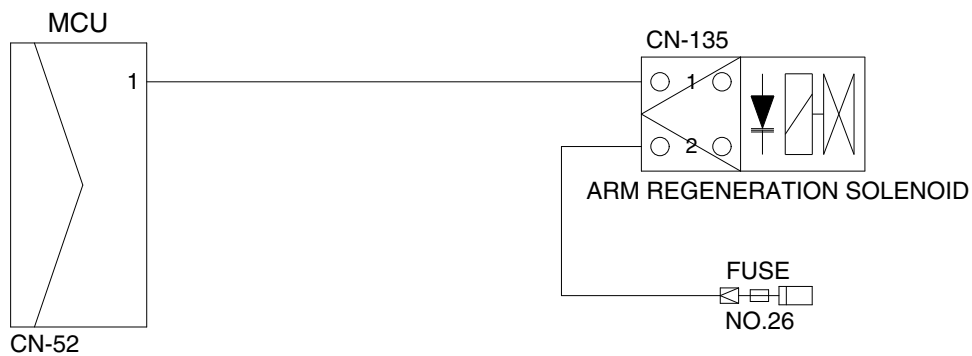 MCU
CN-135
1
1
2
ARM REGENERATION SOLENOID
FUSE
NO.26
CN-52